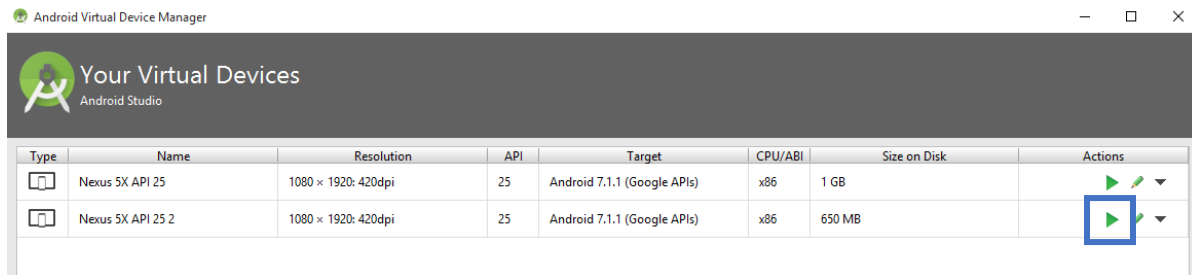 Android Virtual Device Manager
Your Virtual Devices
Android Studio
Type Name Resolution API Target CPU/ABI Size on Disk Actions
Nexus 5X API 25 1080 × 1920: 420dpi 25 Android 7.1.1 (Google APIs) x86 1 GB
Nexus 5X API 25 2 1080 × 1920: 420dpi 25 Android 7.1.1 (Google APIs) x86 650 MB